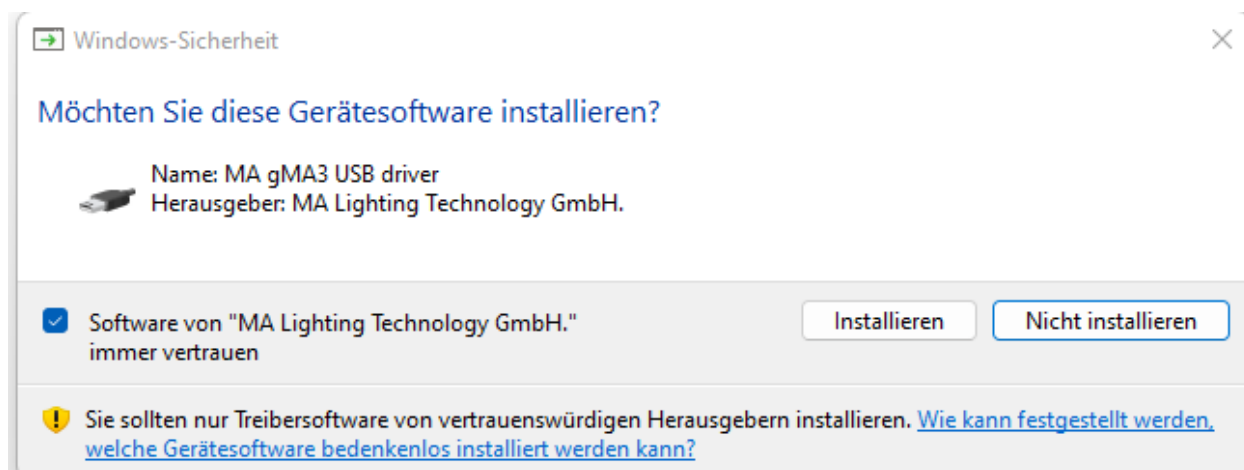 Windows-Sicherheit
Möchten Sie diese Gerätesoftware installieren?
Name: MA gMA3 USB driver
Herausgeber: MA Lighting Technology GmbH.
Software von "MA Lighting Technology GmbH."
immer vertrauen
Installieren
Nicht installieren
Sie sollten nur Treibersoftware von vertrauenswürdigen Herausgebern installieren. Wie kann festgestellt werden,
welche Gerätesoftware bedenkenlos installiert werden kann?